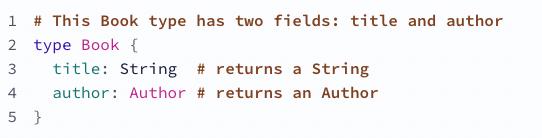 1 # This Book type has two fields: title and author
2 type Book {
3   title: String  # returns a String
4   author: Author # returns an Author
5 }